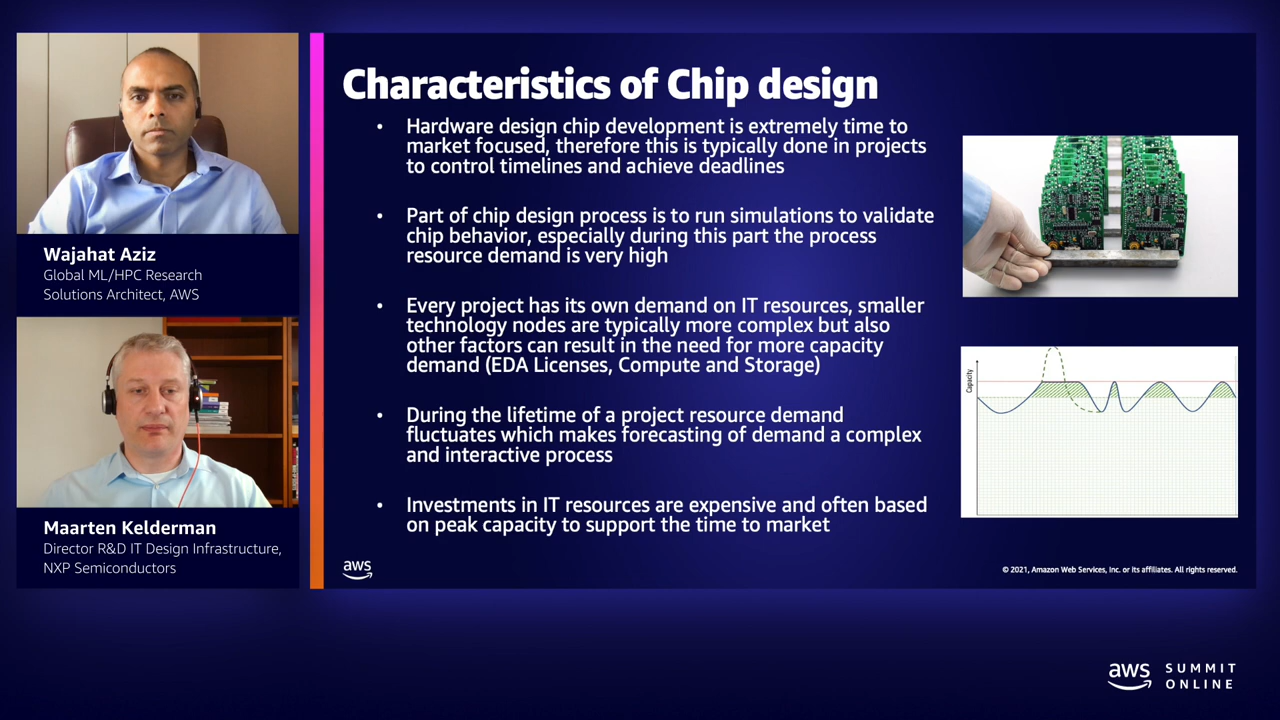 Wajahat Aziz
Global ML/HPC Research
Solutions Architect, AWS
Maarten Kelderman
Director R&D IT Design Infrastructure,
NXP Semiconductors
Characteristics of Chip design
• Hardware design chip development is extremely time to
market focused, therefore this is typically done in projects
to control timelines and achieve deadlines
• Part of chip design process is to run simulations to validate
chip behavior, especially during this part the process
resource demand is very high
• Every project has its own demand on IT resources, smaller
technology nodes are typically more complex but also
other factors can result in the need for more capacity
demand (EDA Licenses, Compute and Storage)
• During the lifetime of a project resource demand
fluctuates which makes forecasting of demand a complex
and interactive process
• Investments in IT resources are expensive and often based
on peak capacity to support the time to market
Capacity
aws
© 2021, Amazon Web Services, Inc. or its affiliates. All rights reserved.
aws SUMMIT
ONLINE